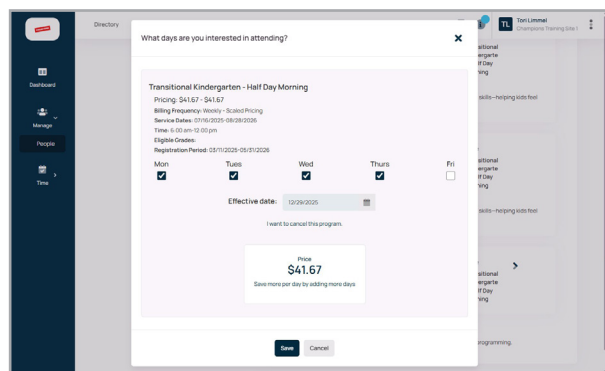 Directory
TL
Tori Limmel
Champions Training Site 1
Dashboard
Manage
People
Time
What days are you interested in attending?
Transitional Kindergarten - Half Day Morning
Pricing: $41.67 - $41.67
Billing Frequency: Weekly - Scaled Pricing
Service Dates: 07/16/2025-08/28/2026
Time: 6:00 am-12:00 pm
Eligible Grades:
Registration Period: 03/11/2025-05/31/2026
Mon Tues Wed Thurs Fri
Effective date: 12/29/2025
I want to cancel this program.
Price
$41.67
Save more per day by adding more days
Save Cancel
sitional
ergarte
lf Day
ning
skills—helping kids feel
sitional
ergarte
lf Day
ning
skills—helping kids feel
sitional
ergarte
lf Day
ning
programming.